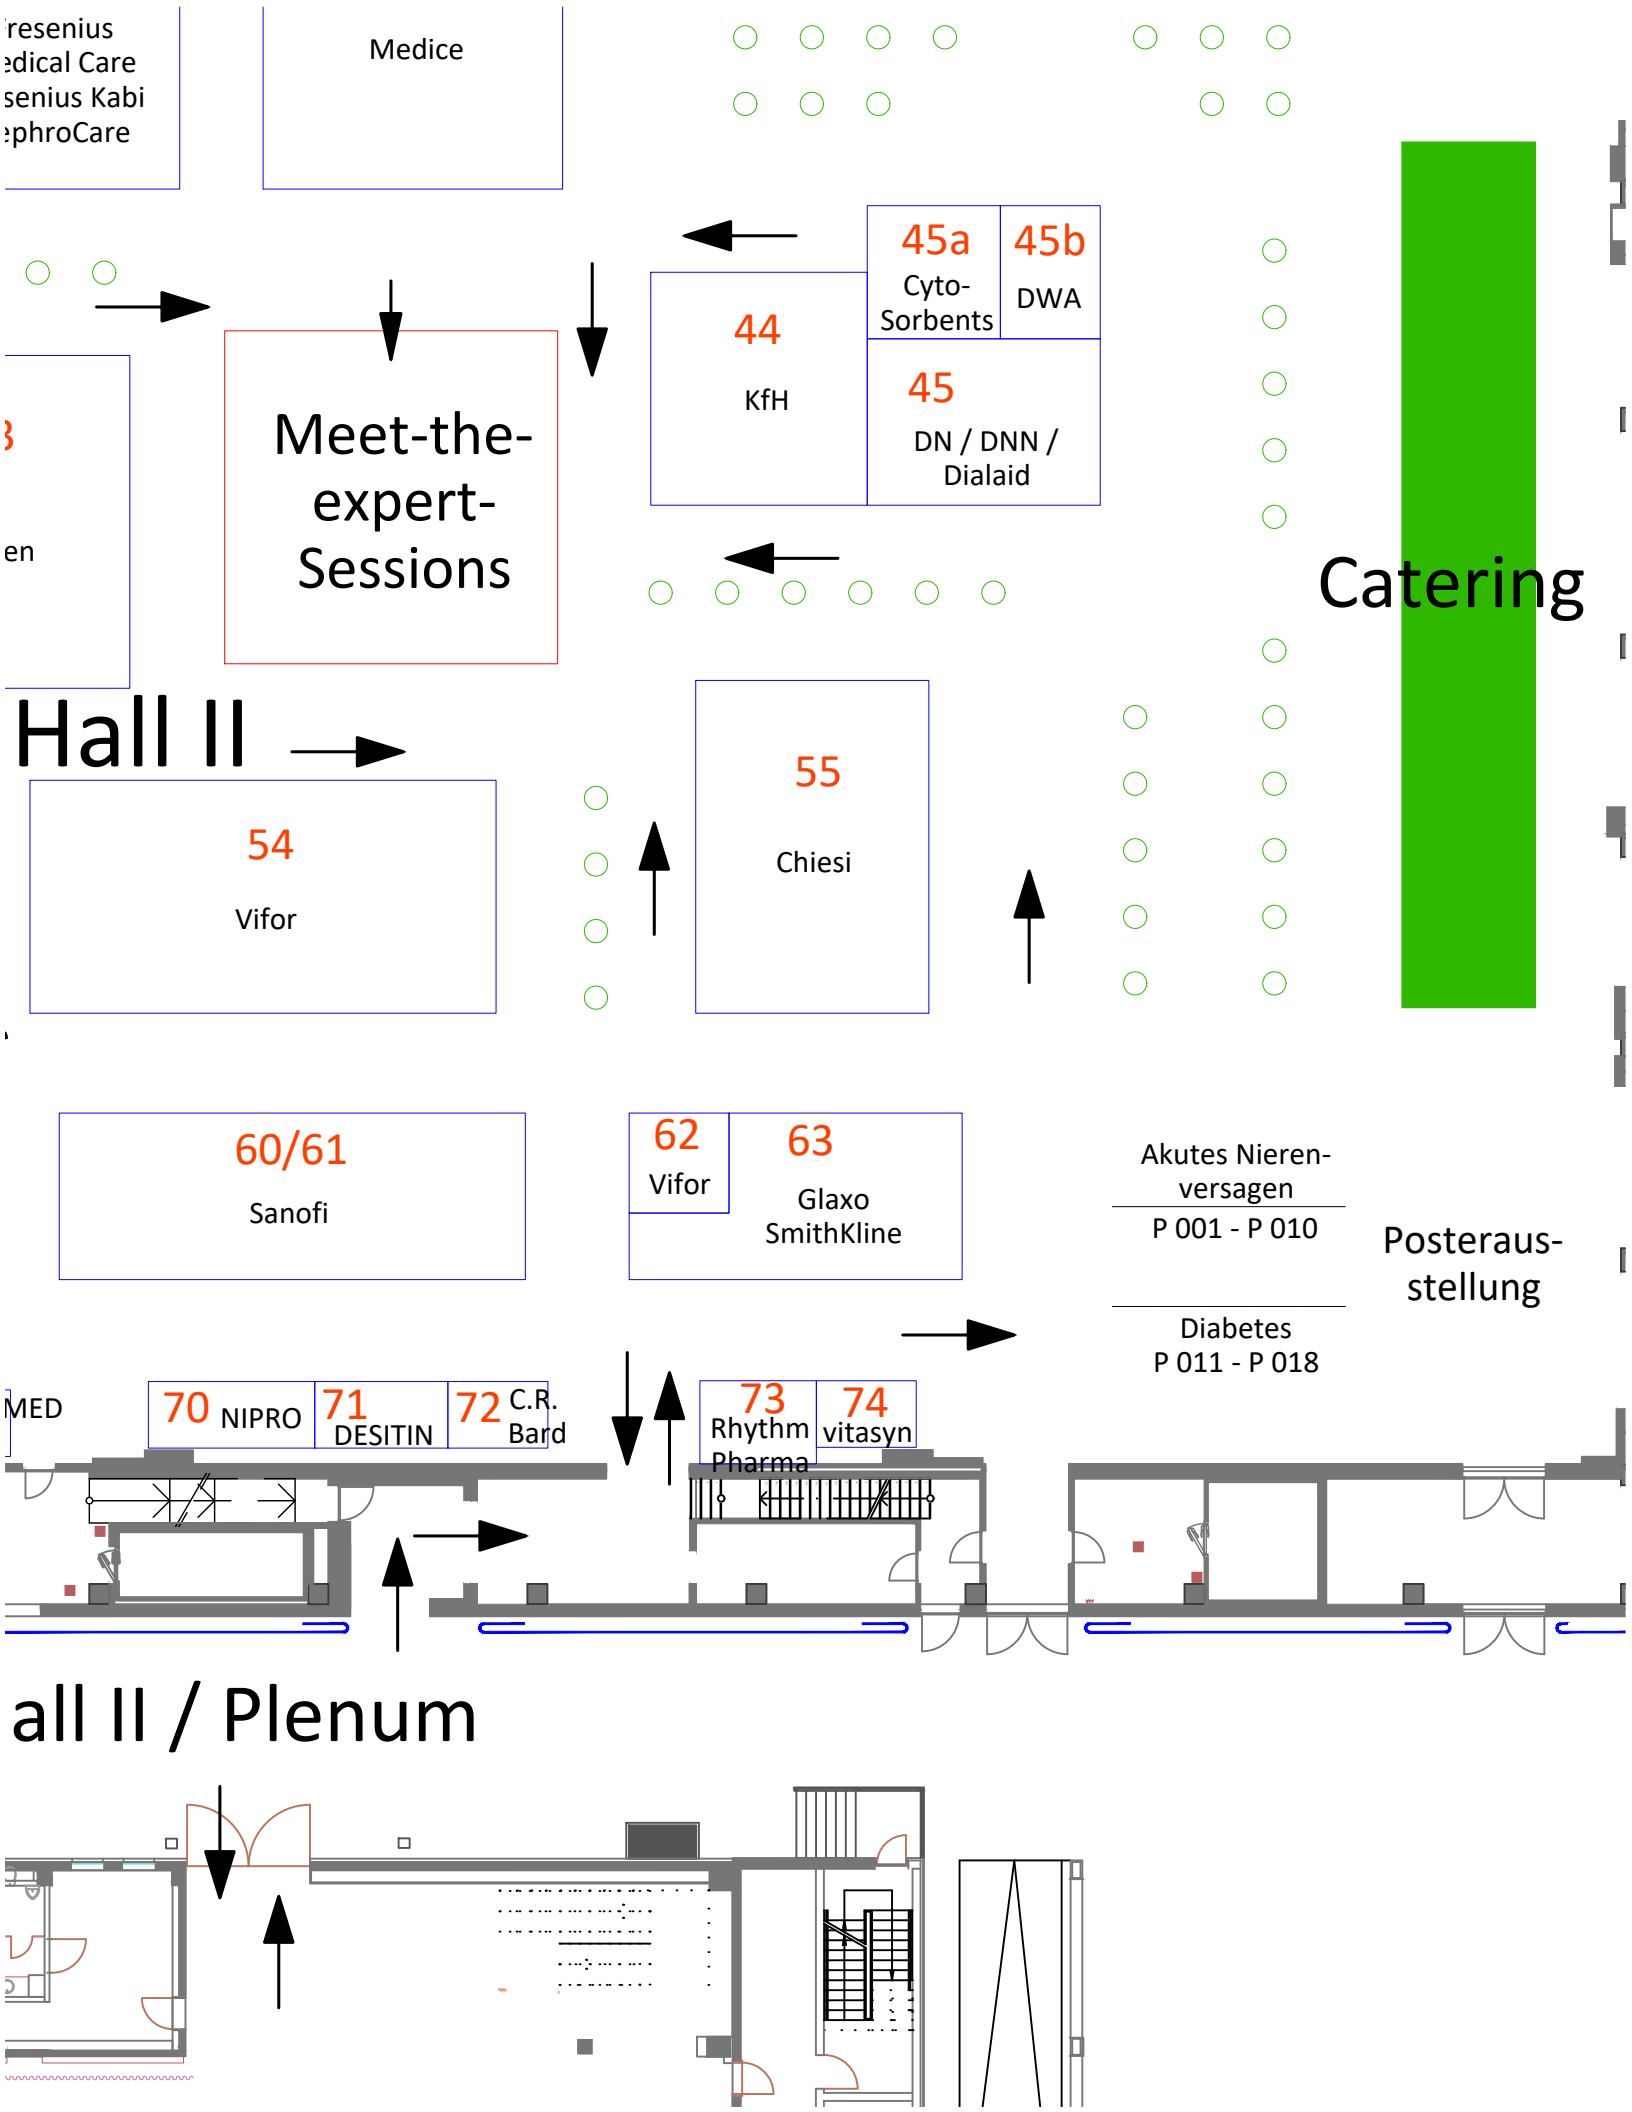 resenius
edical Care
senius Kabi
ephroCare
Medice
45a
Cyto-
Sorbents
45b
DWA
44
KfH
45
DN / DNN /
Dialaid
Meet-the-
expert-
Sessions
3
en
Catering
Hall II
54
Vifor
55
Chiesi
60/61
Sanofi
62
Vifor
63
Glaxo
SmithKline
Akutes Nieren-
versagen
P 001 - P 010
Posteraus-
stellung
Diabetes
P 011 - P 018
MED
70 NIPRO
71
DESITIN
72 C.R.
Bard
73
Rhythm
Pharma
74
vitasyn
all II / Plenum